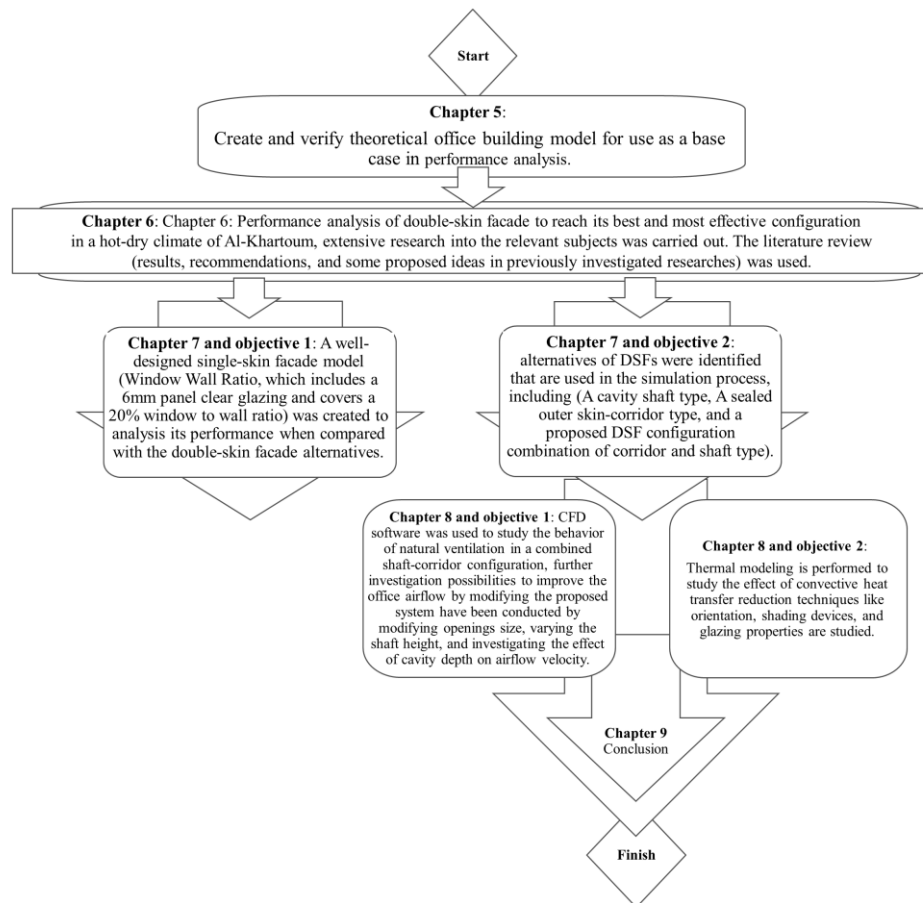 Start
Chapter 5:
Create and verify theoretical office building model for use as a base
case in performance analysis.
Chapter 6: Chapter 6: Performance analysis of double-skin facade to reach its best and most effective configuration
in a hot-dry climate of Al-Khartoum, extensive research into the relevant subjects was carried out. The literature review
(results, recommendations, and some proposed ideas in previously investigated researches) was used.
Chapter 7 and objective 1: A well-
designed single-skin facade model
(Window Wall Ratio, which includes a
6mm panel clear glazing and covers a
20% window to wall ratio) was created to
analysis its performance when compared
with the double-skin facade alternatives.
Chapter 7 and objective 2:
alternatives of DSFs were identified
that are used in the simulation process,
including (A cavity shaft type, A sealed
outer skin-corridor type, and a
proposed DSF configuration
combination of corridor and shaft type).
Chapter 8 and objective 1: CFD
software was used to study the behavior
of natural ventilation in a combined
shaft-corridor configuration, further
investigation possibilities to improve the
office airflow by modifying the proposed
system have been conducted by
modifying openings size, varying the
shaft height, and investigating the effect
of cavity depth on airflow velocity.
Chapter 8 and objective 2:
Thermal modeling is performed to
study the effect of convective heat
transfer reduction techniques like
orientation, shading devices, and
glazing properties are studied.
Chapter 9
Conclusion
Finish